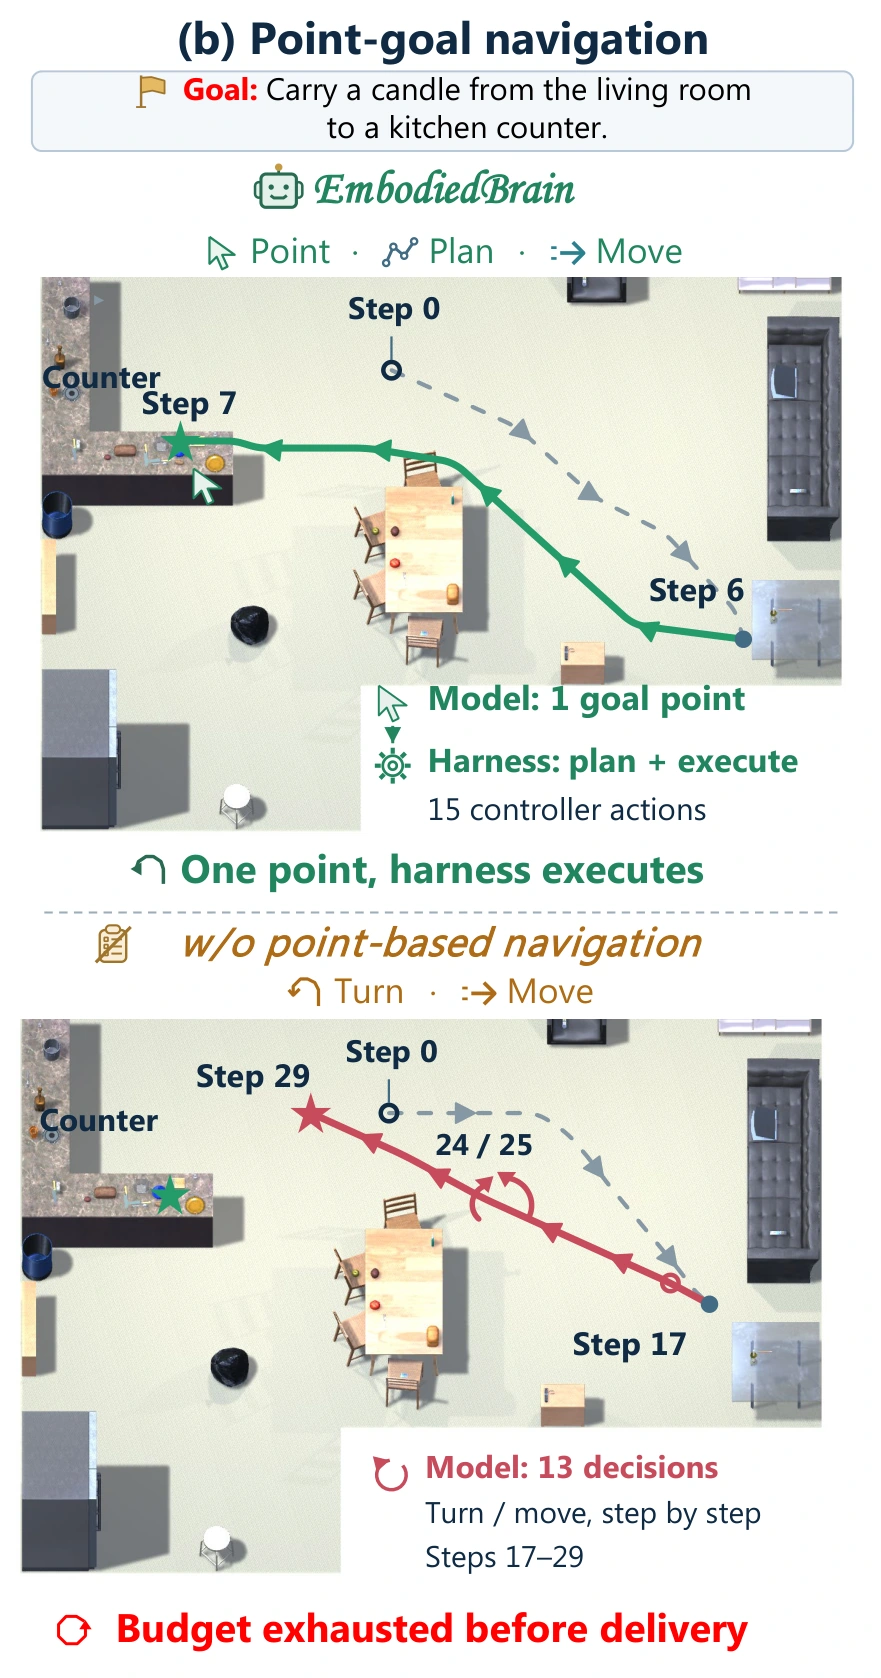 (b) Point-goal navigation
Goal: Carry a candle from the living room
to a kitchen counter.
EmbodiedBrain
Point · Plan · Move
Step 0
Counter
Step 7
Step 6
Model: 1 goal point
Harness: plan + execute
15 controller actions
One point, harness executes
w/o point-based navigation
Turn · Move
Step 0
Step 29
Counter
24 / 25
Step 17
Model: 13 decisions
Turn / move, step by step
Steps 17–29
Budget exhausted before delivery